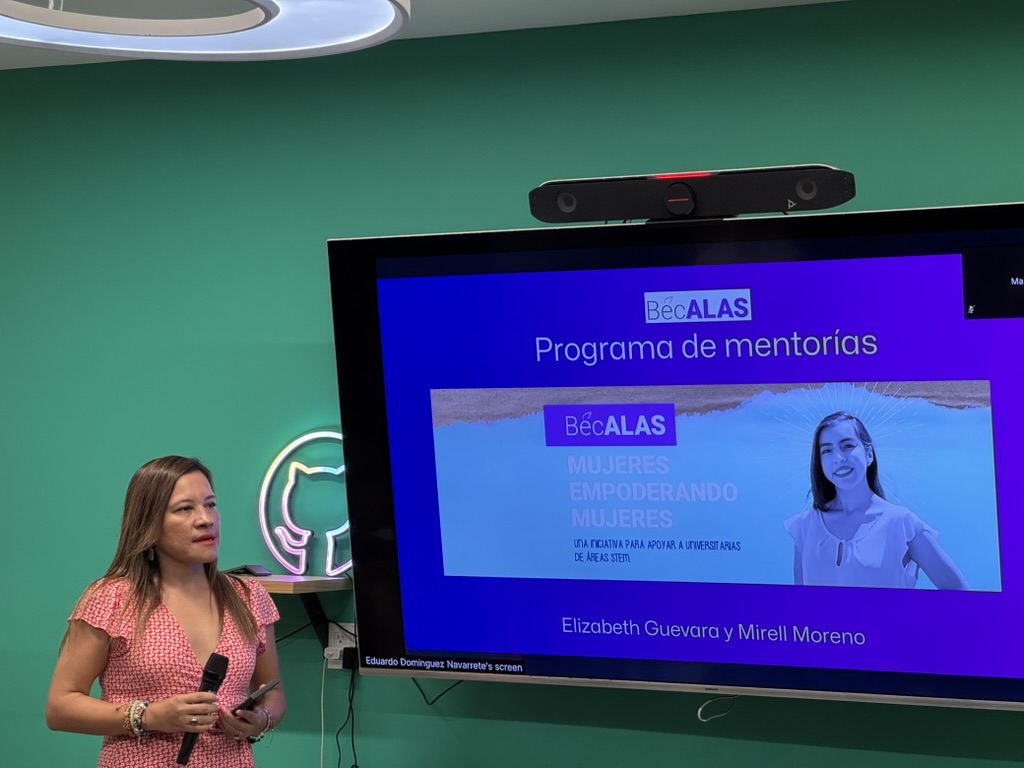 BécALAS
Programa de mentorías
Ma
BécALAS
MUJERES
EMPODERANDO
MUJERES
UNA INICIATIVA PARA APOYAR A UNIVERSITARIAS
DE ÁREAS STEM
Elizabeth Guevara y Mirell Moreno
Eduardo Dominguez Navarrete's screen